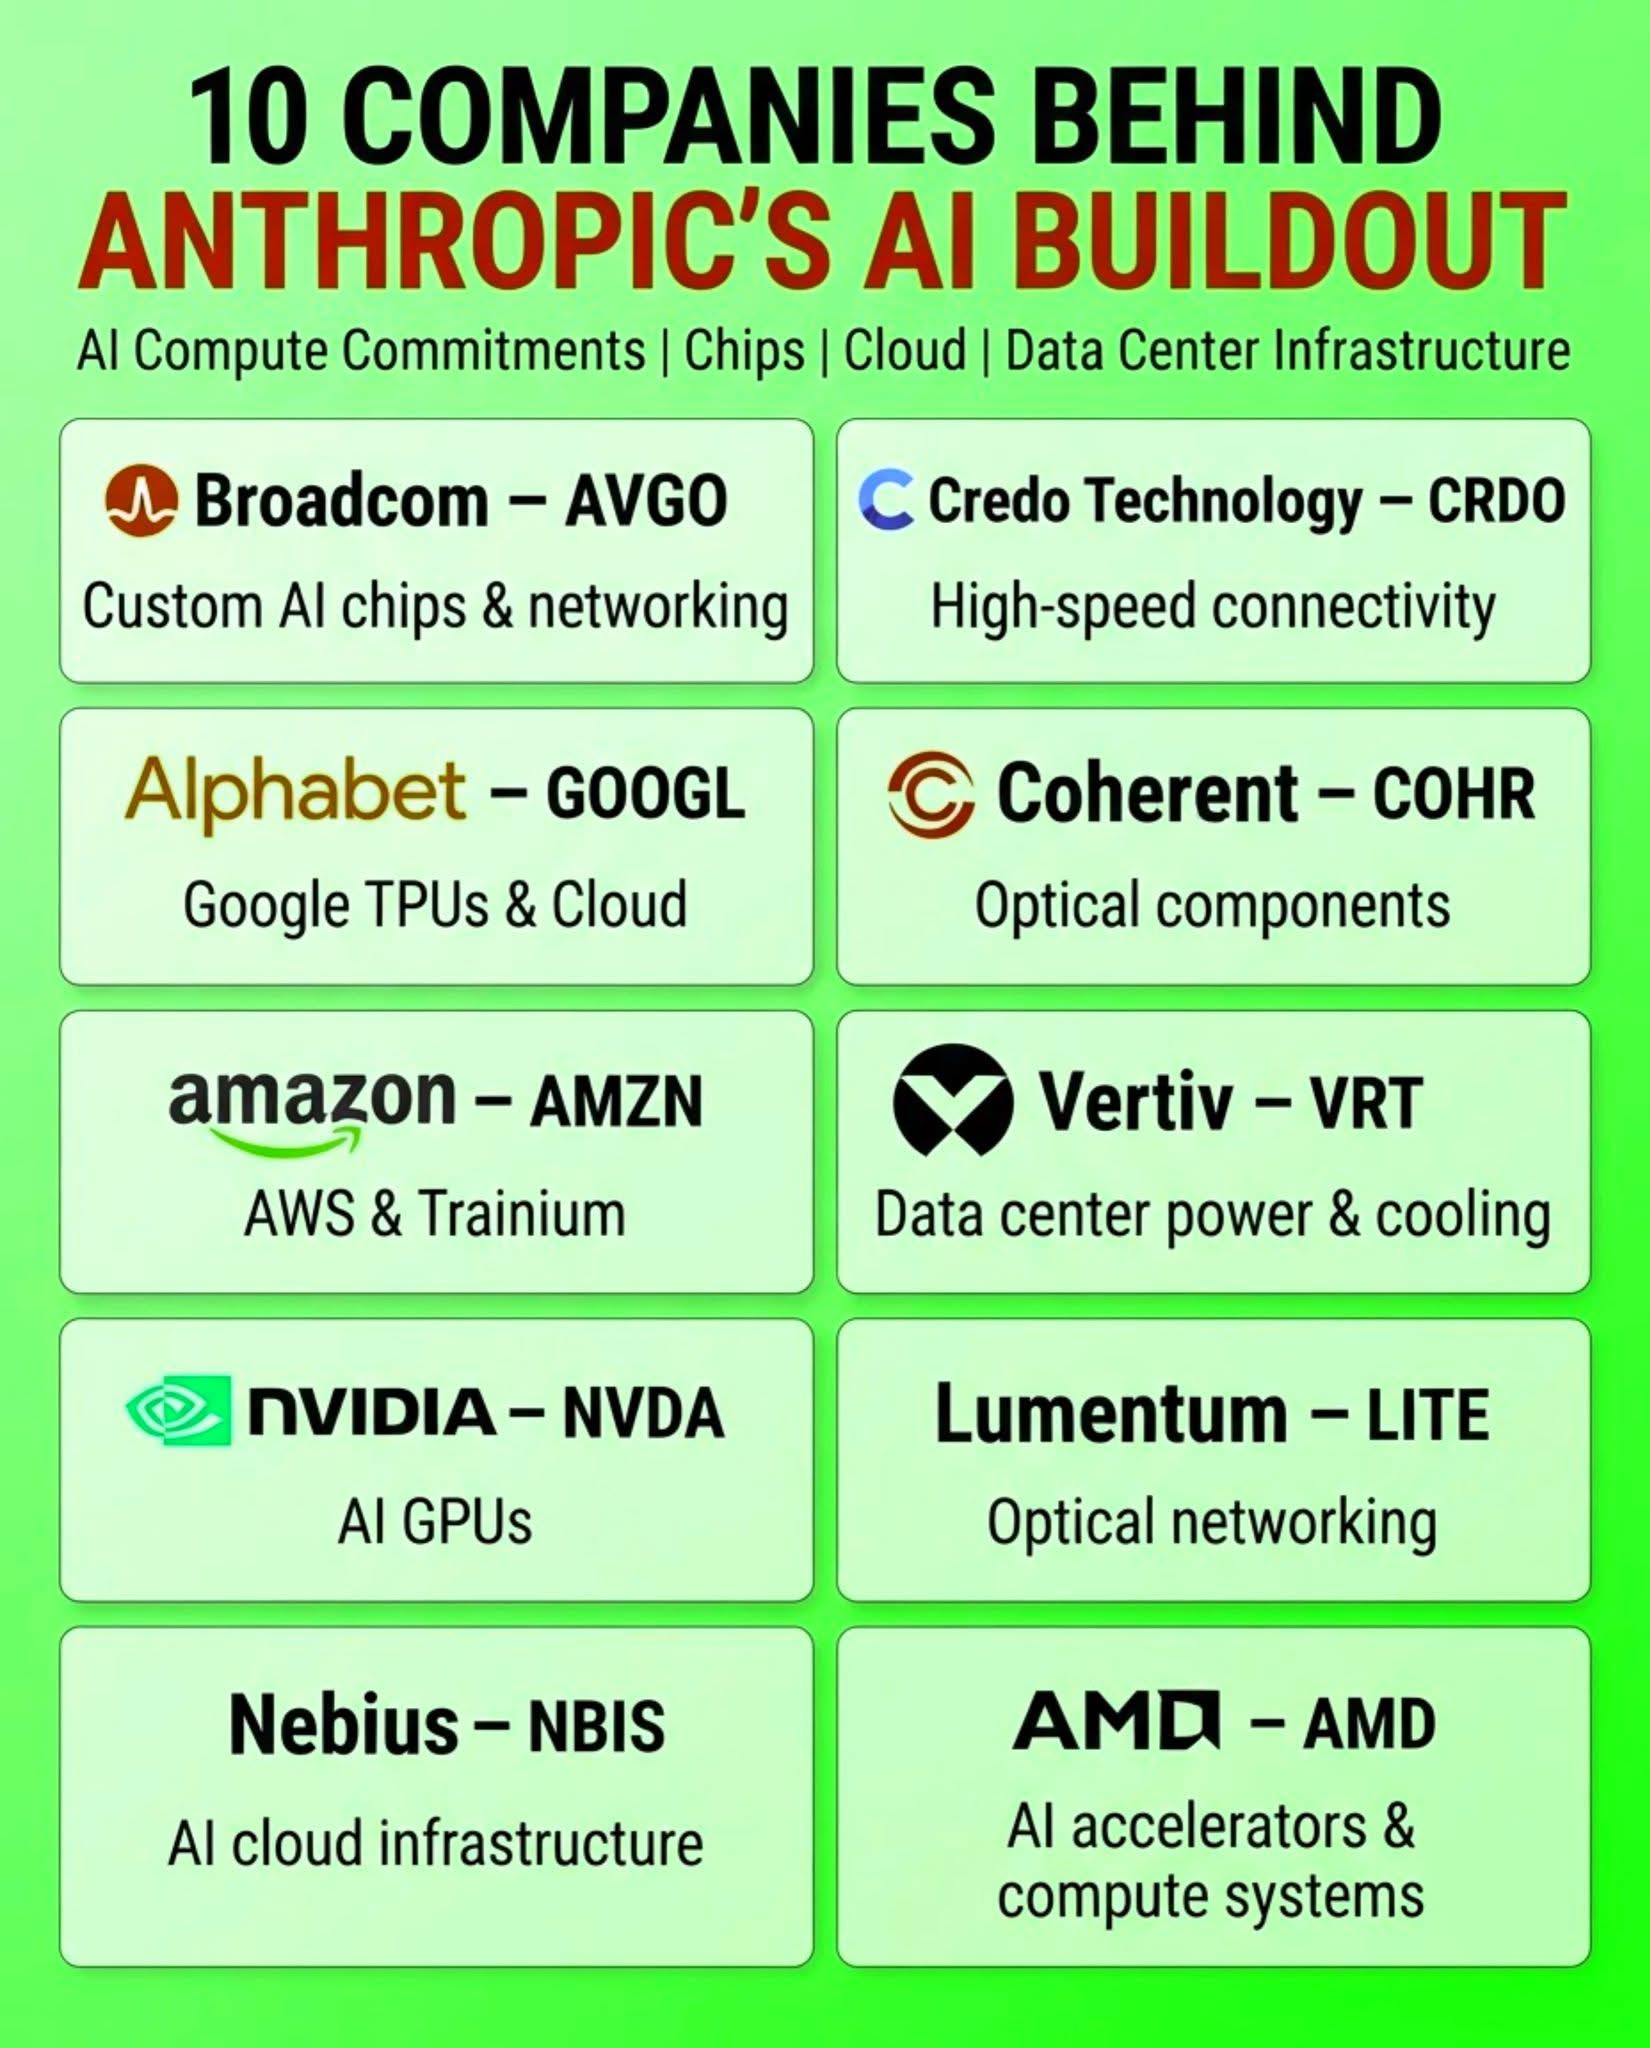 10 COMPANIES BEHIND
ANTHROPIC'S AI BUILDOUT
AI Compute Commitments | Chips | Cloud | Data Center Infrastructure
Broadcom – AVGO
Custom AI chips & networking
Credo Technology – CRDO
High-speed connectivity
Alphabet – GOOGL
Google TPUs & Cloud
Coherent – COHR
Optical components
amazon – AMZN
AWS & Trainium
Vertiv – VRT
Data center power & cooling
NVIDIA – NVDA
AI GPUs
Lumentum – LITE
Optical networking
Nebius – NBIS
AI cloud infrastructure
AMD – AMD
AI accelerators &
compute systems